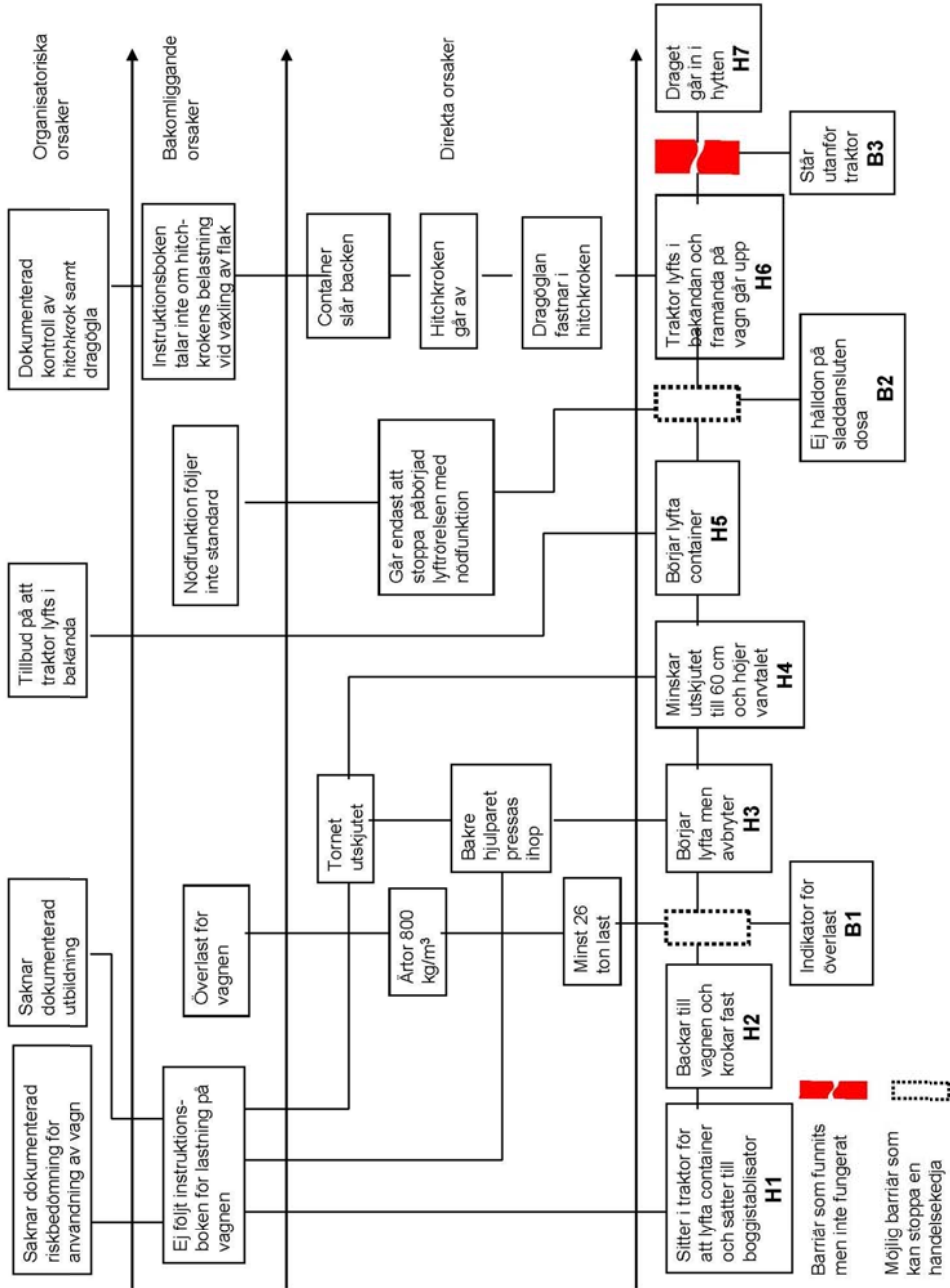 Organisatoriska
orsaker
Saknar dokumenterad
riskbedömning för
användning av vagn
Saknar
dokumenterad
utbildning
Tillbud på att
traktor lyfts i
bakända
Dokumenterad
kontroll av
hitchkrok samt
dragögla
Bakomliggande
orsaker
Ej följt instruktions-
boken för lastning på
vagnen
Överlast för
vagnen
Nödfunktion följer
inte standard
Instruktionsboken
talar inte om hitch-
krokens belastning
vid växling av flak
Direkta orsaker
Tornet
utskjutet
Ärtor 800
kg/m³
Bakre
hjulparet
pressas
ihop
Minst 26
ton last
Går endast att
stoppa påbörjad
lyftrörelsen med
nödfunktion
Container
slår backen
Hitchkroken
går av
Dragöglan
fastnar i
hitchkroken
Sitter i traktor för
att lyfta container
och sätter till
boggistablisator
H1
Backar till
vagnen och
krokar fast
H2
Börjar
lyfta men
avbryter
H3
Minskar
utskjutet
till 60 cm
och höjer
varvtalet
H4
Börjar lyfta
container
H5
Traktor lyfts i
bakändan och
framända på
vagn går upp
H6
Draget
går in i
hytten
H7
Indikator för
överlast
B1
Ej hålldon på
sladdansluten
dosa
B2
Står
utanför
traktor
B3
Barriär som funnits
men inte fungerat
Möjlig barriär som
kan stoppa en
händelsekedja